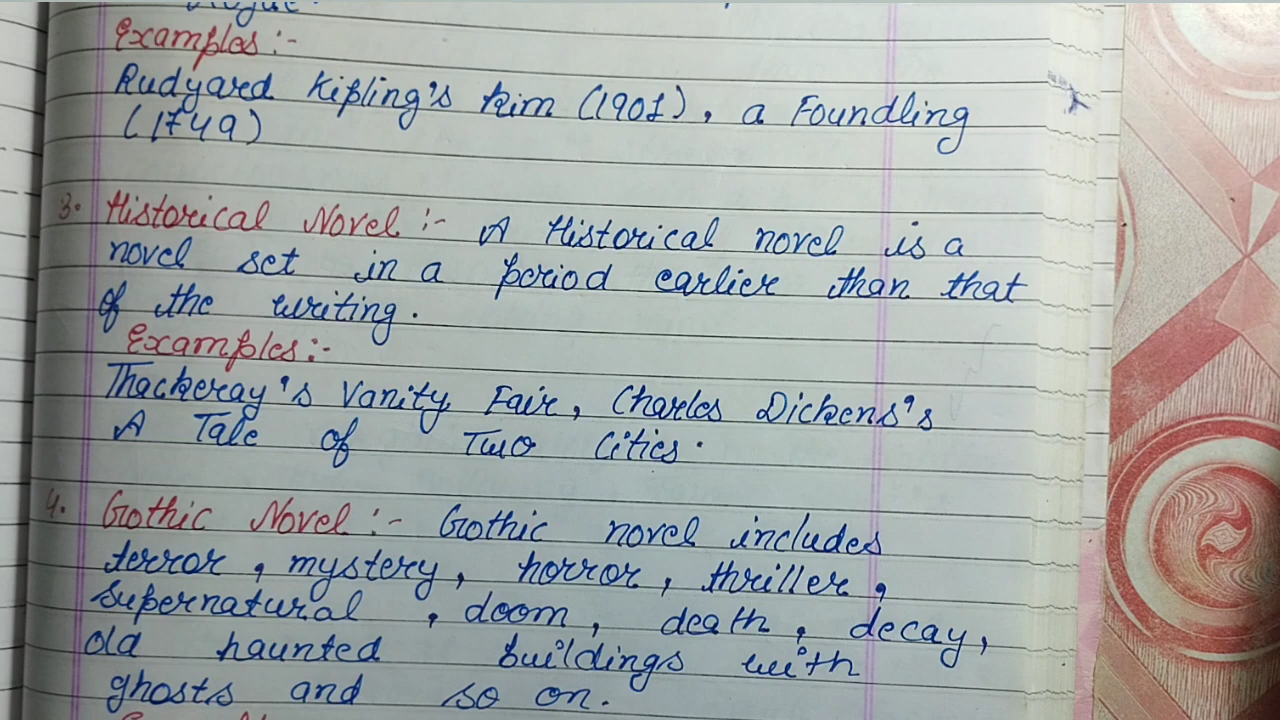 Examples :-
Rudyard Kipling's Kim (1901), a Foundling
(1749)
3. Historical Novel :- A Historical novel is a
novel set in a period earlier than that
of the writing.
Examples :-
Thackeray's Vanity Fair, Charles Dickens's
A Tale of Two Cities.
4. Gothic Novel :- Gothic novel includes
terror, mystery, horror, thriller,
supernatural, doom, death, decay,
old haunted buildings with
ghosts and so on.